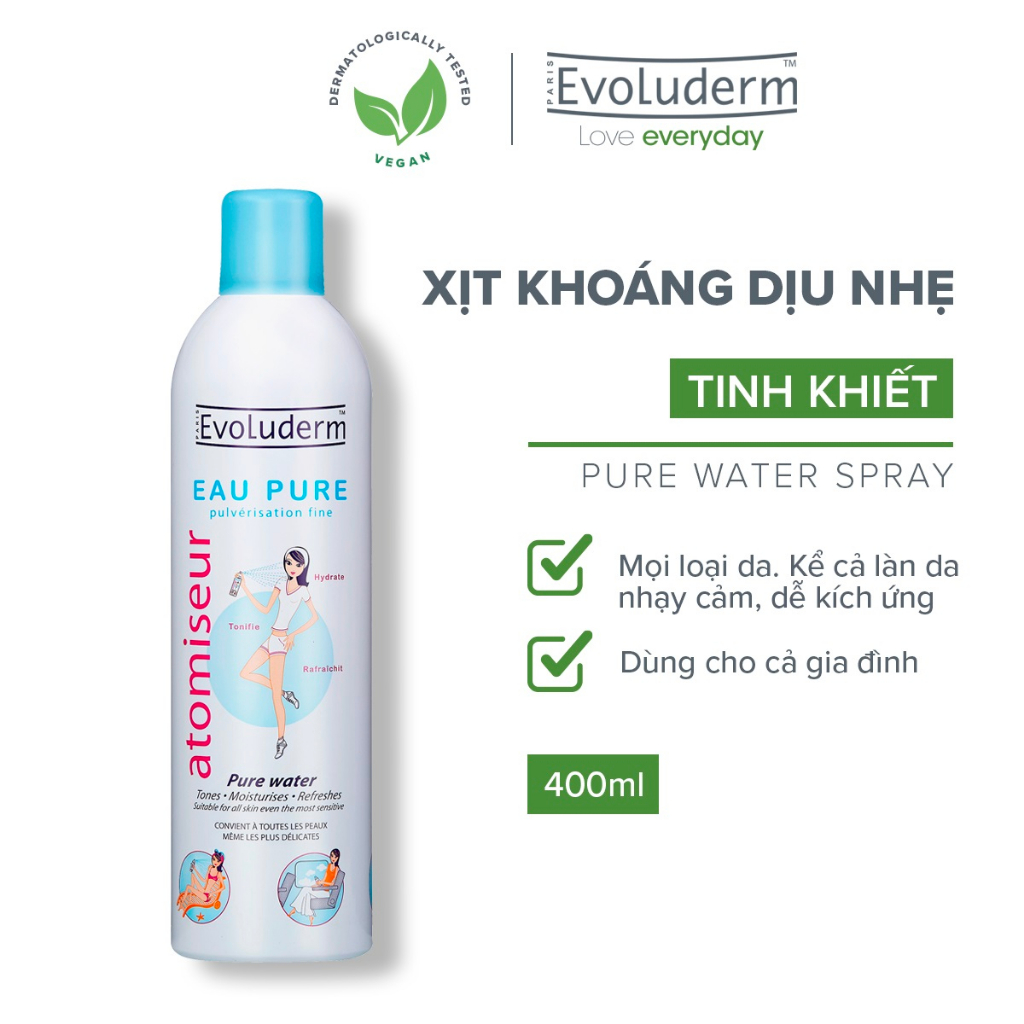 DERMATOLOGICALLY TESTED
VEGAN
PARIS
EvoLuderm™
Love everyday
XỊT KHOÁNG DỊU NHẸ
TINH KHIẾT
PURE WATER SPRAY
Mọi loại da. Kể cả làn da
nhạy cảm, dễ kích ứng
Dùng cho cả gia đình
400ml
PARIS
EvoLuderm™
EAU PURE
pulvérisation fine
atomiseur
Hydrate
Tonifie
Rafraîchit
Pure water
Tones • Moisturises • Refreshes
Suitable for all skin even the most sensitive
CONVIENT À TOUTES LES PEAUX
MÊME LES PLUS DÉLICATES